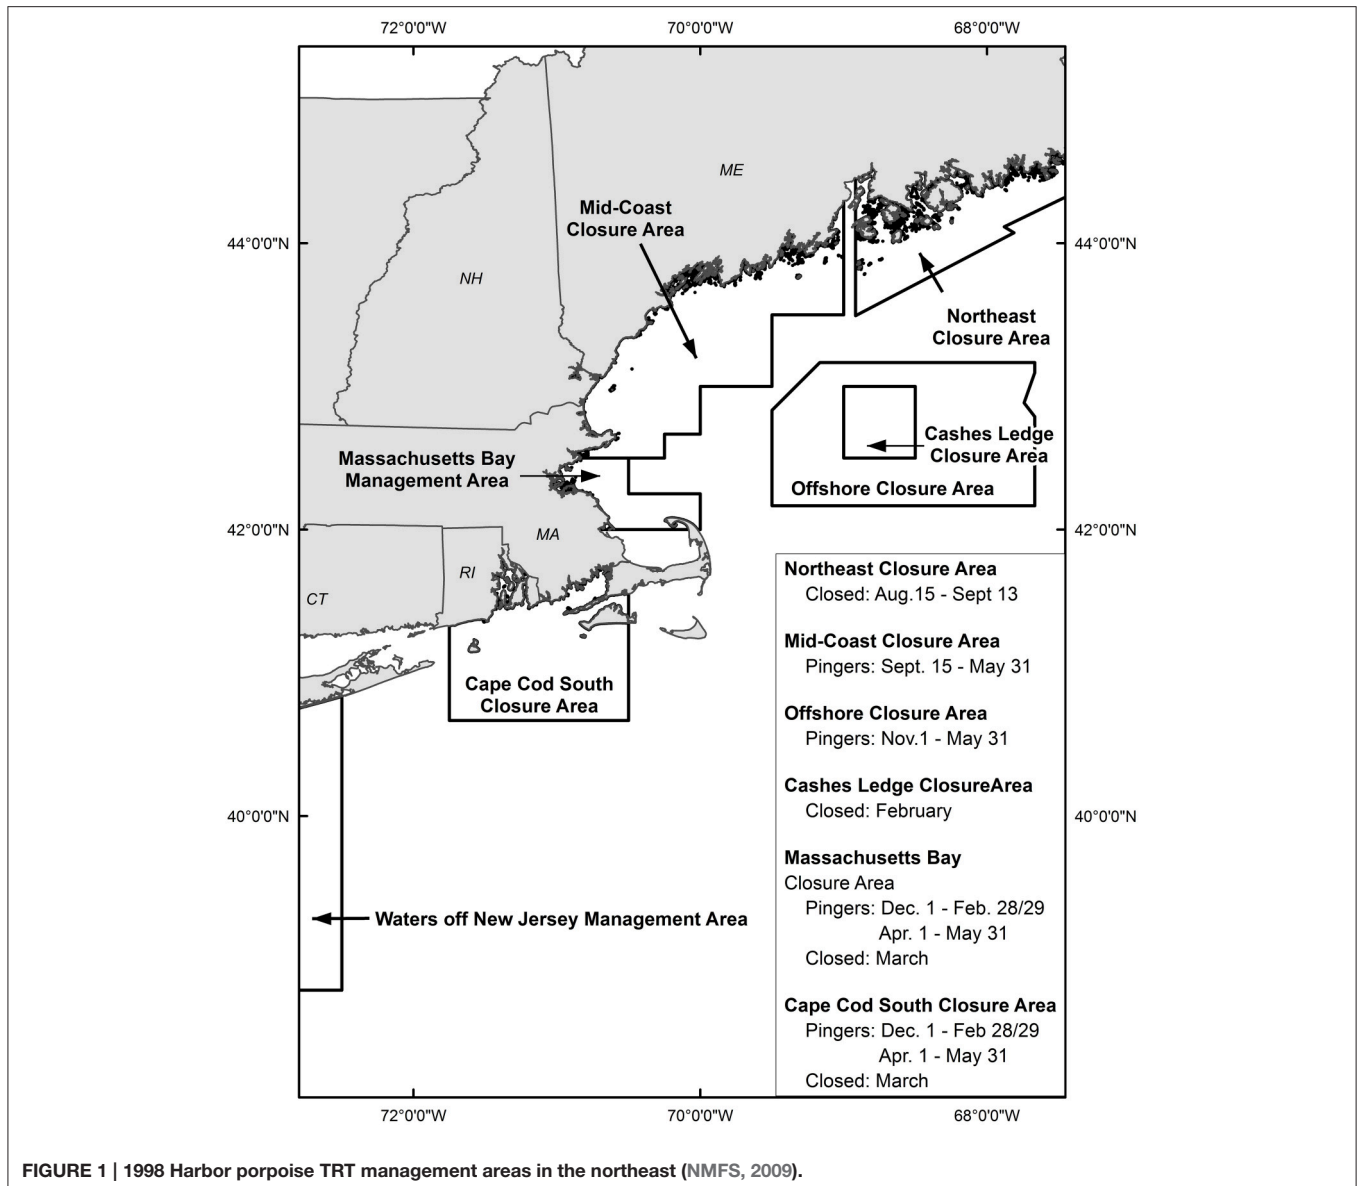 72°0'0"W 70°0'0"W 68°0'0"W
ME
Mid-Coast
Closure Area
44°0'0"N 44°0'0"N
NH
Northeast
Closure Area
Cashes Ledge
Closure Area
Massachusetts Bay
Management Area
Offshore Closure Area
42°0'0"N 42°0'0"N
MA
RI
CT
Cape Cod South
Closure Area
40°0'0"N 40°0'0"N
Waters off New Jersey Management Area
Northeast Closure Area
Closed: Aug.15 - Sept 13
Mid-Coast Closure Area
Pingers: Sept. 15 - May 31
Offshore Closure Area
Pingers: Nov.1 - May 31
Cashes Ledge ClosureArea
Closed: February
Massachusetts Bay
Closure Area
Pingers: Dec. 1 - Feb. 28/29
Apr. 1 - May 31
Closed: March
Cape Cod South Closure Area
Pingers: Dec. 1 - Feb 28/29
Apr. 1 - May 31
Closed: March
72°0'0"W 70°0'0"W 68°0'0"W
FIGURE 1 | 1998 Harbor porpoise TRT management areas in the northeast (NMFS, 2009).